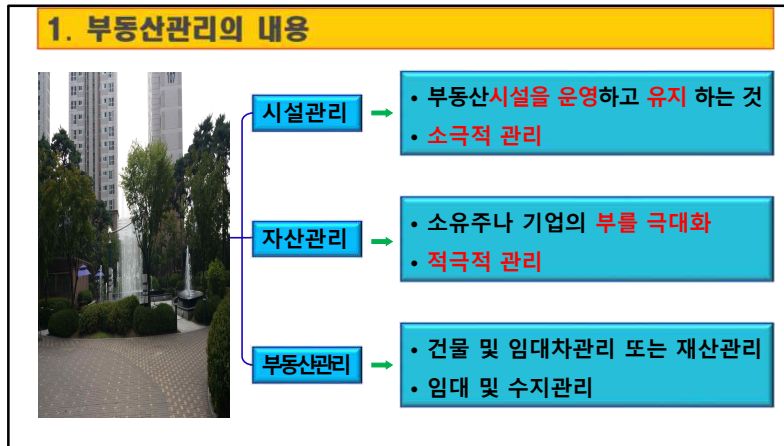 1. 부동산관리의 내용
시설관리
• 부동산시설을 운영하고 유지 하는 것
• 소극적 관리
자산관리
• 소유주나 기업의 부를 극대화
• 적극적 관리
부동산관리
• 건물 및 임대차관리 또는 재산관리
• 임대 및 수지관리